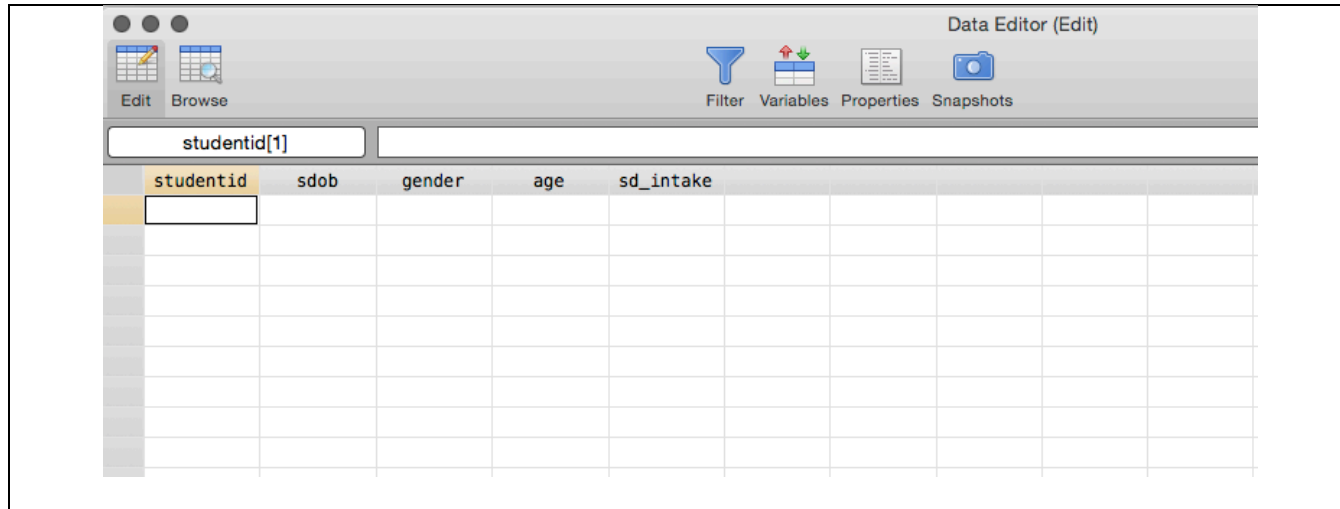 Data Editor (Edit)
Edit Browse Filter Variables Properties Snapshots
studentid[1]
studentid sdob gender age sd_intake